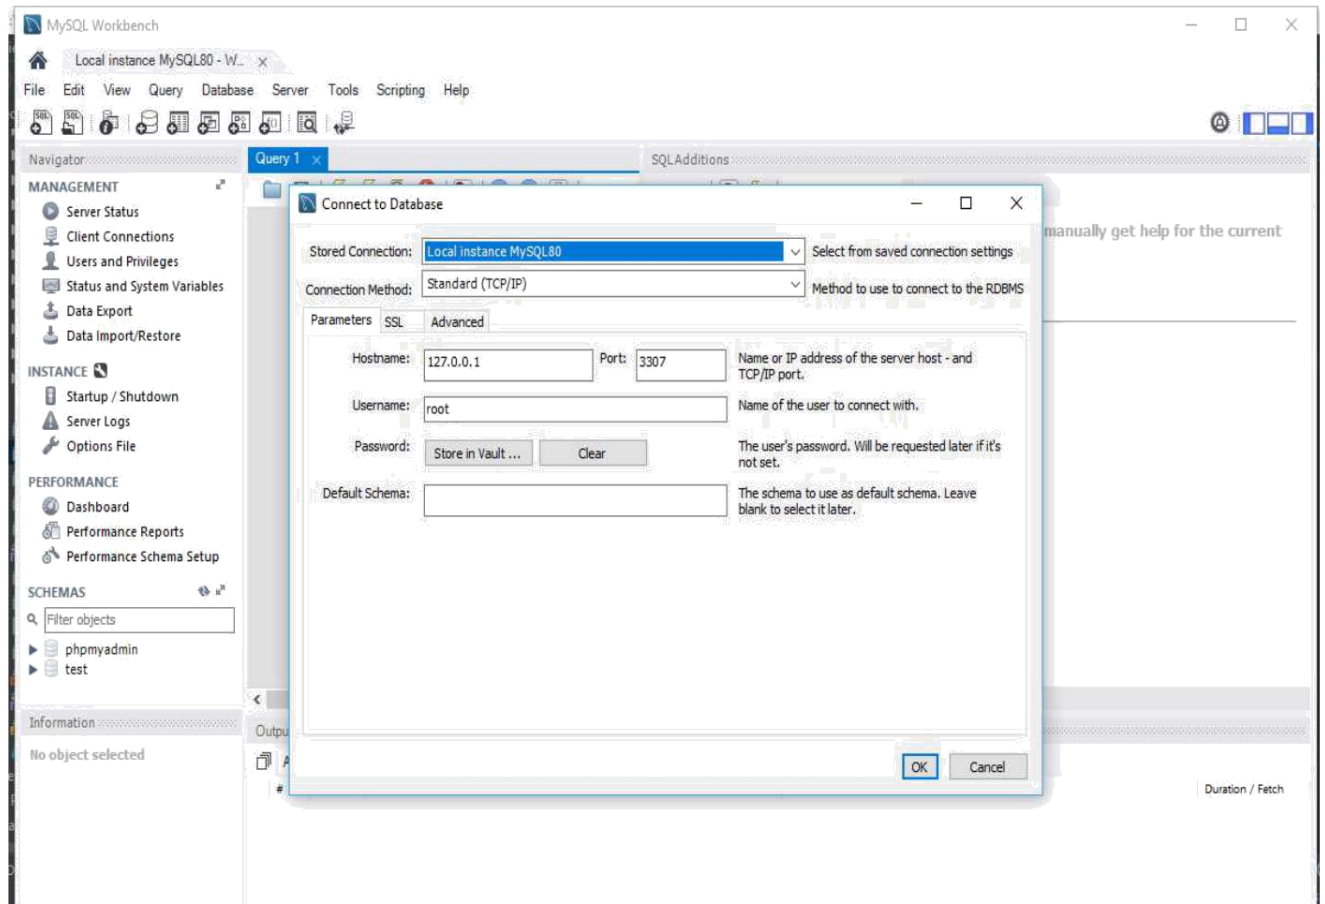 MySQL Workbench
Local instance MySQL80 - W...
File Edit View Query Database Server Tools Scripting Help
Navigator
Query 1
SQLAdditions
MANAGEMENT
Server Status
Client Connections
Users and Privileges
Status and System Variables
Data Export
Data Import/Restore
INSTANCE
Startup / Shutdown
Server Logs
Options File
PERFORMANCE
Dashboard
Performance Reports
Performance Schema Setup
SCHEMAS
Filter objects
phpmyadmin
test
Information
No object selected
manually get help for the current
Connect to Database
Stored Connection: Local instance MySQL80 Select from saved connection settings
Connection Method: Standard (TCP/IP) Method to use to connect to the RDBMS
Parameters SSL Advanced
Hostname: 127.0.0.1 Port: 3307 Name or IP address of the server host - and
TCP/IP port.
Username: root Name of the user to connect with.
Password: Store in Vault ... Clear The user's password. Will be requested later if it's
not set.
Default Schema: The schema to use as default schema. Leave
blank to select it later.
OK Cancel
Outpu
#
Duration / Fetch